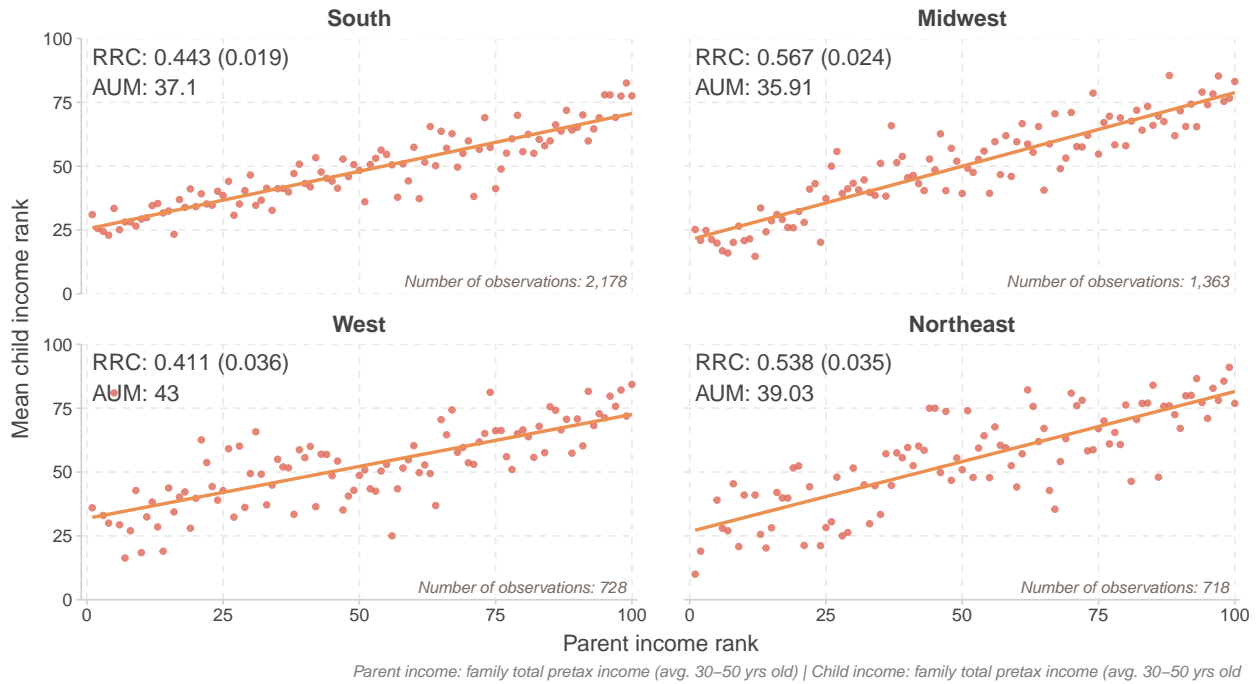 South
Midwest
100
RRC: 0.443 (0.019)
AUM: 37.1
RRC: 0.567 (0.024)
AUM: 35.91
75
50
25
Number of observations: 2,178
Number of observations: 1,363
0
Mean child income rank
West
Northeast
100
RRC: 0.411 (0.036)
AUM: 43
RRC: 0.538 (0.035)
AUM: 39.03
75
50
25
Number of observations: 728
Number of observations: 718
0
0 25 50 75 100
0 25 50 75 100
Parent income rank
Parent income: family total pretax income (avg. 30–50 yrs old) | Child income: family total pretax income (avg. 30–50 yrs old